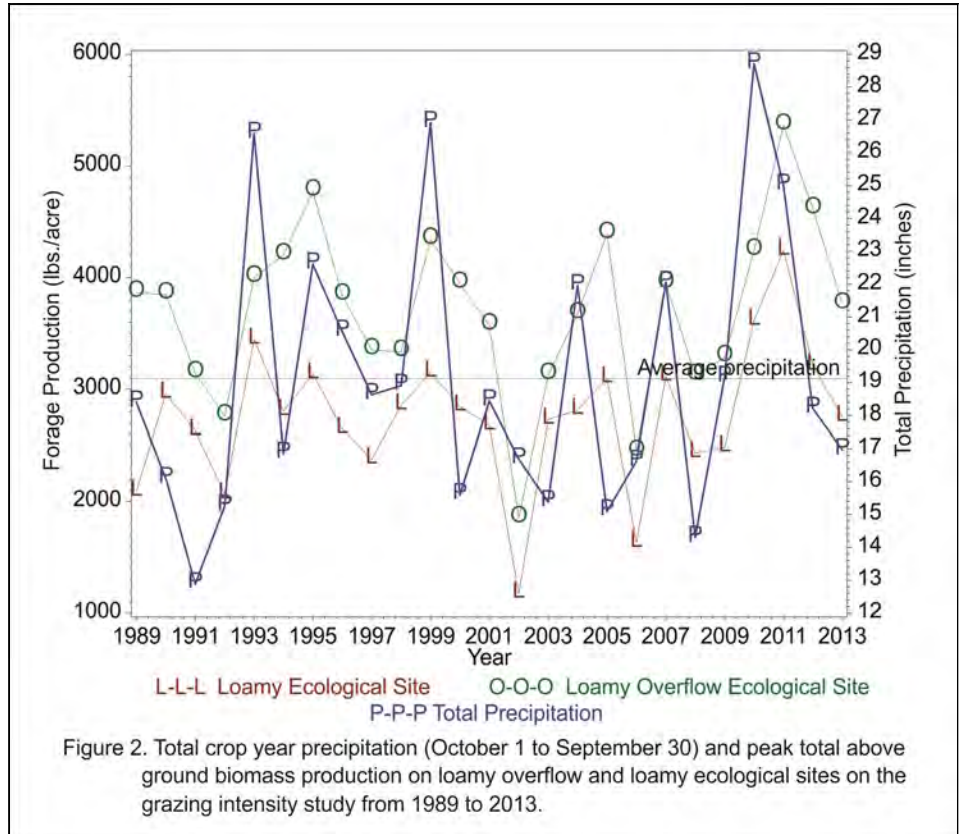 6000
5000
4000
3000
2000
1000
Forage Production (lbs./acre)
29
28
27
26
25
24
23
22
21
20
19
18
17
16
15
14
13
12
Total Precipitation (inches)
Average precipitation
1989 1991 1993 1995 1997 1999 2001 2003 2005 2007 2009 2011 2013
Year
L-L-L Loamy Ecological Site O-O-O Loamy Overflow Ecological Site
P-P-P Total Precipitation
Figure 2. Total crop year precipitation (October 1 to September 30) and peak total above
ground biomass production on loamy overflow and loamy ecological sites on the
grazing intensity study from 1989 to 2013.